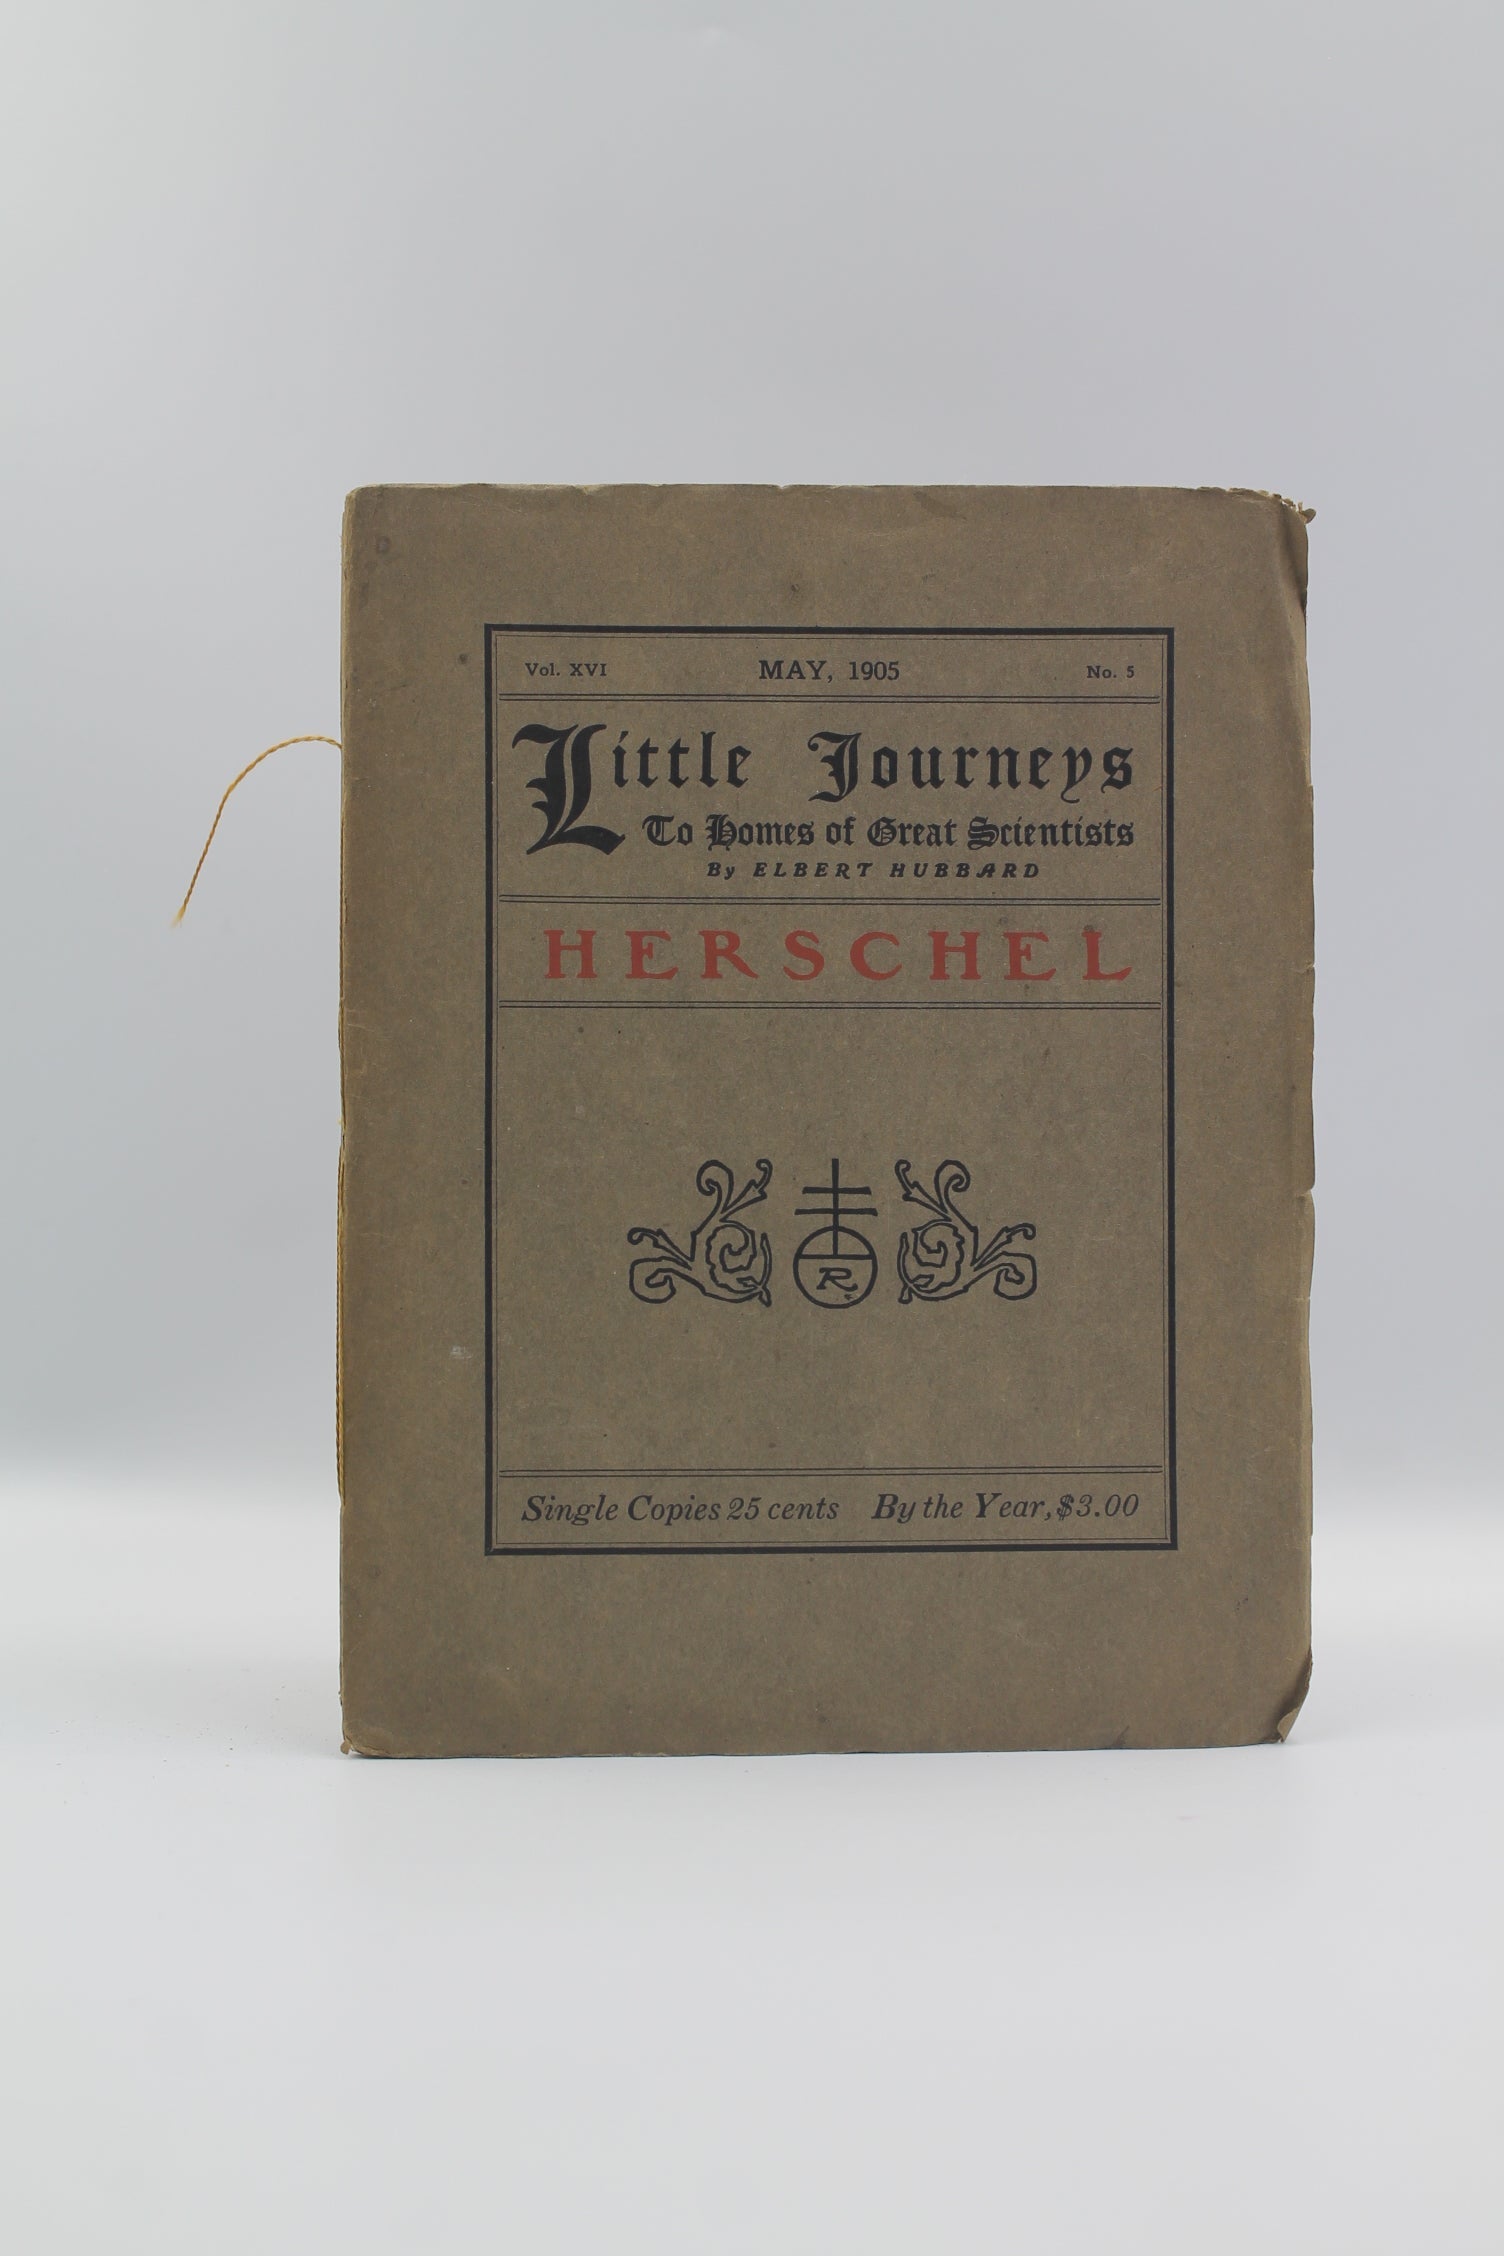 Vol. XVI MAY, 1905 No. 5
Little Journeys
To Homes of Great Scientists
By ELBERT HUBBARD
HERSCHEL
R
Single Copies 25 cents By the Year, $3.00